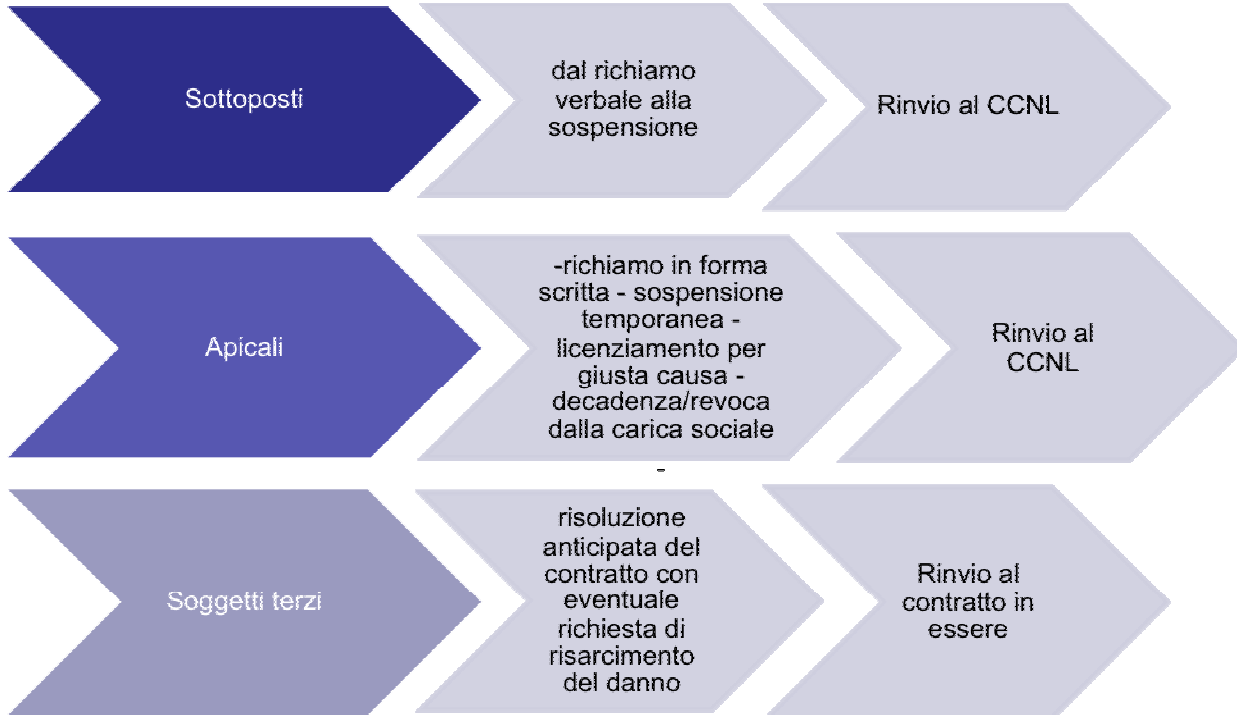 Sottoposti
dal richiamo
verbale alla
sospensione
Rinvio al CCNL
Apicali
-richiamo in forma
scritta - sospensione
temporanea -
licenziamento per
giusta causa -
decadenza/revoca
dalla carica sociale
-
Rinvio al
CCNL
Soggetti terzi
risoluzione
anticipata del
contratto con
eventuale
richiesta di
risarcimento
del danno
Rinvio al
contratto in
essere